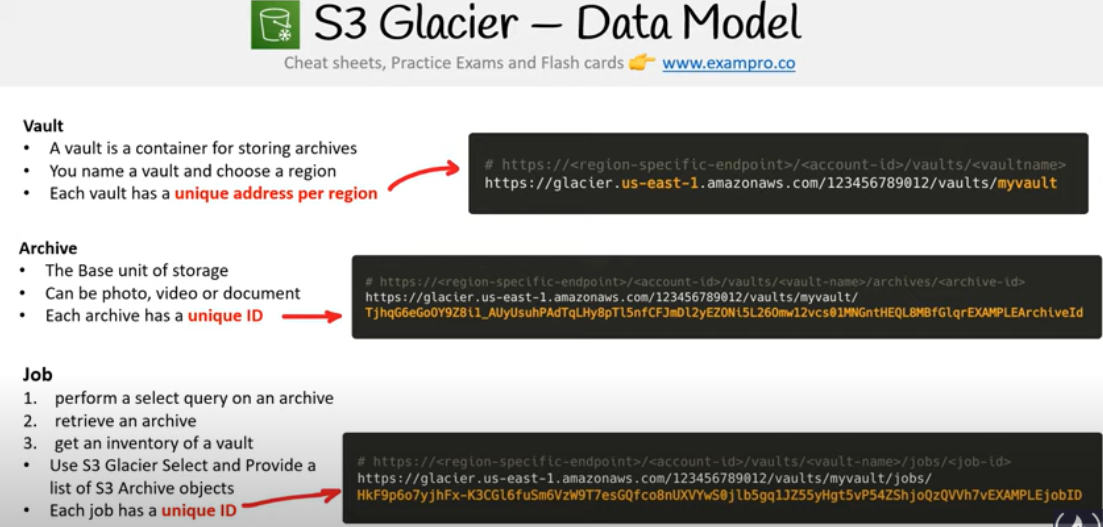 S3 Glacier – Data Model
Cheat sheets, Practice Exams and Flash cards 👉 www.exampro.co
Vault
• A vault is a container for storing archives
• You name a vault and choose a region
• Each vault has a unique address per region
# https://<region-specific-endpoint>/<account-id>/vaults/<vaultname>
https://glacier.us-east-1.amazonaws.com/123456789012/vaults/myvault
Archive
• The Base unit of storage
• Can be photo, video or document
• Each archive has a unique ID
# https://<region-specific-endpoint>/<account-id>/vaults/<vault-name>/archives/<archive-id>
https://glacier.us-east-1.amazonaws.com/123456789012/vaults/myvault/
TjhqG6eGoOY9Z8i1_AUyUsuhPAdTqLHy8pTl5nfCFJmDl2yEZONi5L26Omw12vcs01MNGntHEQL8MBfGlqrEXAMPLEArchiveId
Job
1. perform a select query on an archive
2. retrieve an archive
3. get an inventory of a vault
• Use S3 Glacier Select and Provide a
list of S3 Archive objects
• Each job has a unique ID
# https://<region-specific-endpoint>/<account-id>/vaults/<vault-name>/jobs/<job-id>
https://glacier.us-east-1.amazonaws.com/123456789012/vaults/myvault/jobs/
HkF9p6o7yjhFx-K3CGl6fuSm6VzW9T7esGQfco8nUXVYwS0jlb5gq1JZ55yHgt5vP54ZShjoQzQVVh7vEXAMPLEjobID